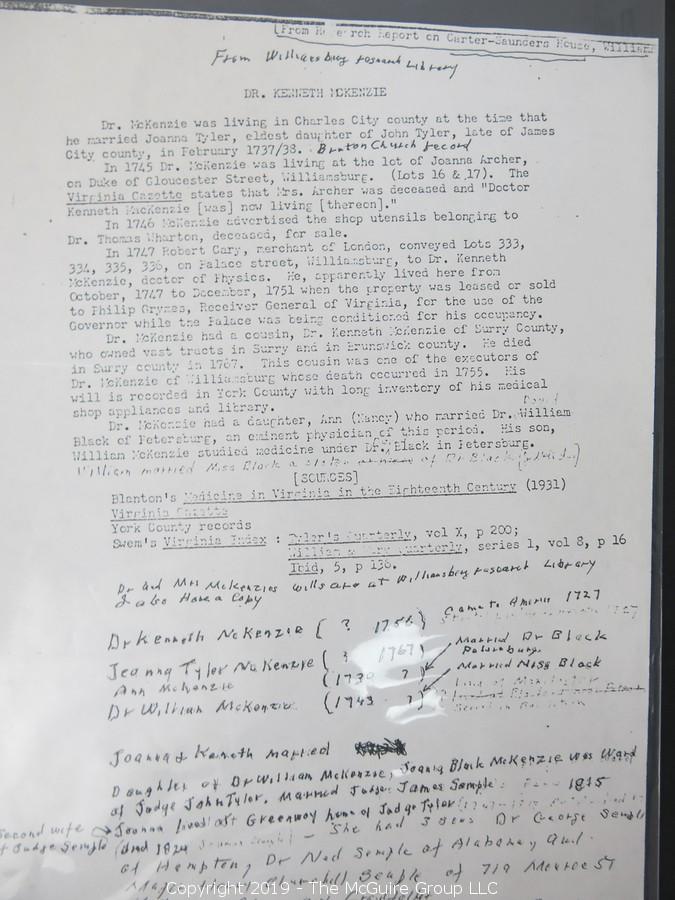 From Research Report on Carter-Saunders House, Williams
From Williamsburg research Library
DR. KENNETH MCKENZIE
Dr. McKenzie was living in Charles City county at the time that
he married Joanna Tyler, eldest daughter of John Tyler, late of James
City county, in February 1737/38. Bruton Church record
In 1745 Dr. McKenzie was living at the lot of Joanna Archer,
on Duke of Gloucester Street, Williamsburg. (Lots 16 & 17). The
Virginia Gazette states that Mrs. Archer was deceased and "Doctor
Kenneth MacKenzie [was] now living [thereon]."
In 1746 McKenzie advertised the shop utensils belonging to
Dr. Thomas Wharton, deceased, for sale.
In 1747 Robert Cary, merchant of London, conveyed Lots 333,
334, 335, 336, on Palace street, Williamsburg, to Dr. Kenneth
McKenzie, doctor of Physics. He, apparently lived here from
October, 1747 to December, 1751 when the property was leased or sold
to Philip Grymes, Receiver General of Virginia, for the use of the
Governor while the Palace was being conditioned for his occupancy.
Dr. McKenzie had a cousin, Dr. Kenneth McKenzie of Surry County,
who owned vast tracts in Surry and in Brunswick county. He died
in Surry county in 1767. This cousin was one of the executors of
Dr. McKenzie of Williamsburg whose death occurred in 1755. His
will is recorded in York County with long inventory of his medical
shop appliances and library.
David
Dr. McKenzie had a daughter, Ann (Nancy) who married Dr. William
Black of Petersburg, an eminent physician of this period. His son,
William McKenzie studied medicine under Dr. Black in Petersburg.
William married Miss Black a sister of Dr Black
[SOURCES]
Blanton's Medicine in Virginia in the Eighteenth Century (1931)
Virginia Gazette
York County records
Swem's Virginia Index : Tyler's Quarterly, vol X, p 200;
William & Mary Quarterly, series 1, vol 8, p 16
Ibid, 5, p 136.
Dr and Mrs McKenzies wills are at Williamsburg research Library
I also Have a Copy
Dr Kenneth McKenzie ( ? 1755 ) Came to America 1727
Jeanna Tyler McKenzie ( ? 1767 ) Married Dr Black
Petersburg
Ann McKenzie (1739 ? ) Married Miss Black
Dr William McKenzie (1743 ? )
Joanna & Kenneth married
Daughter of Dr William McKenzie, Joanna Black McKenzie was Ward
of Judge John Tyler, Married Judge James Semple 1815
Second wife of Judge Semple
Joanna lived at Greenway home of Judge Tyler
died 1824 - She had 3 sons Dr George Semple
of Hampton, Dr Ned Semple of Alabama, and
Major Semple of 719 Monroe St
Copyright 2019 - The McGuire Group LLC